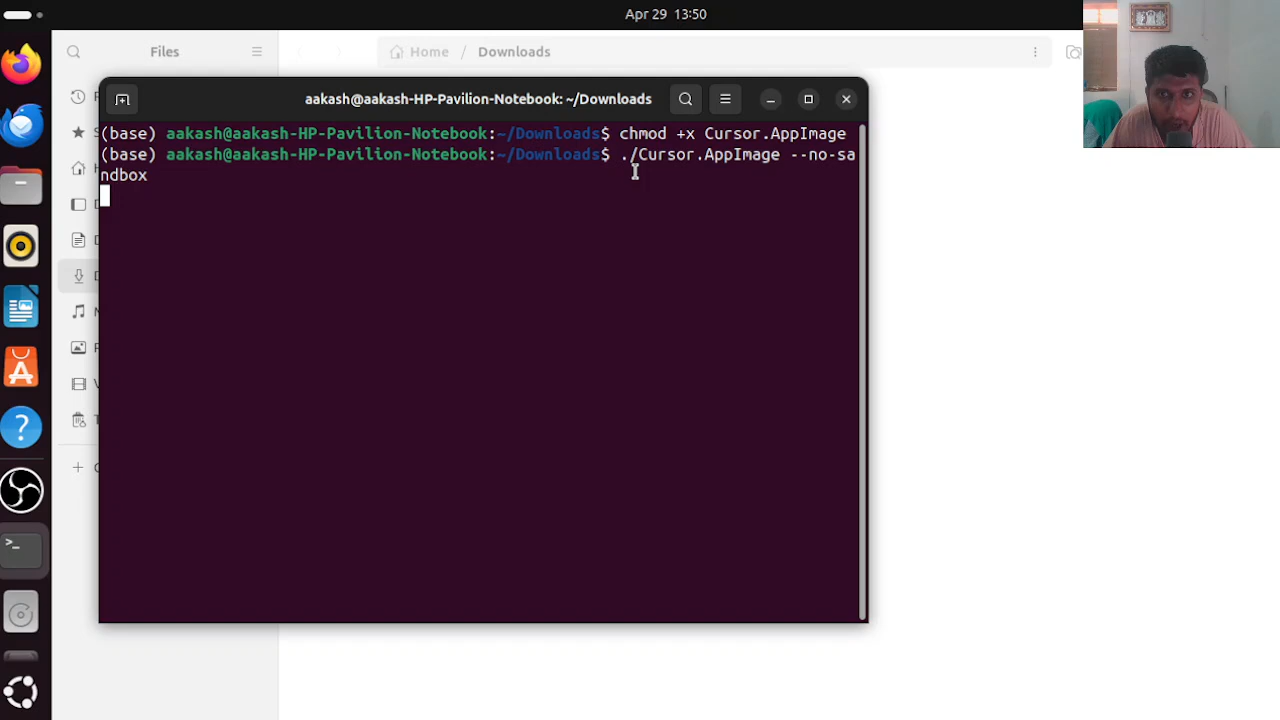 Apr 29 13:50
Files
Home / Downloads
aakash@aakash-HP-Pavilion-Notebook: ~/Downloads
(base) aakash@aakash-HP-Pavilion-Notebook:~/Downloads$ chmod +x Cursor.AppImage
(base) aakash@aakash-HP-Pavilion-Notebook:~/Downloads$ ./Cursor.AppImage --no-sa
ndbox